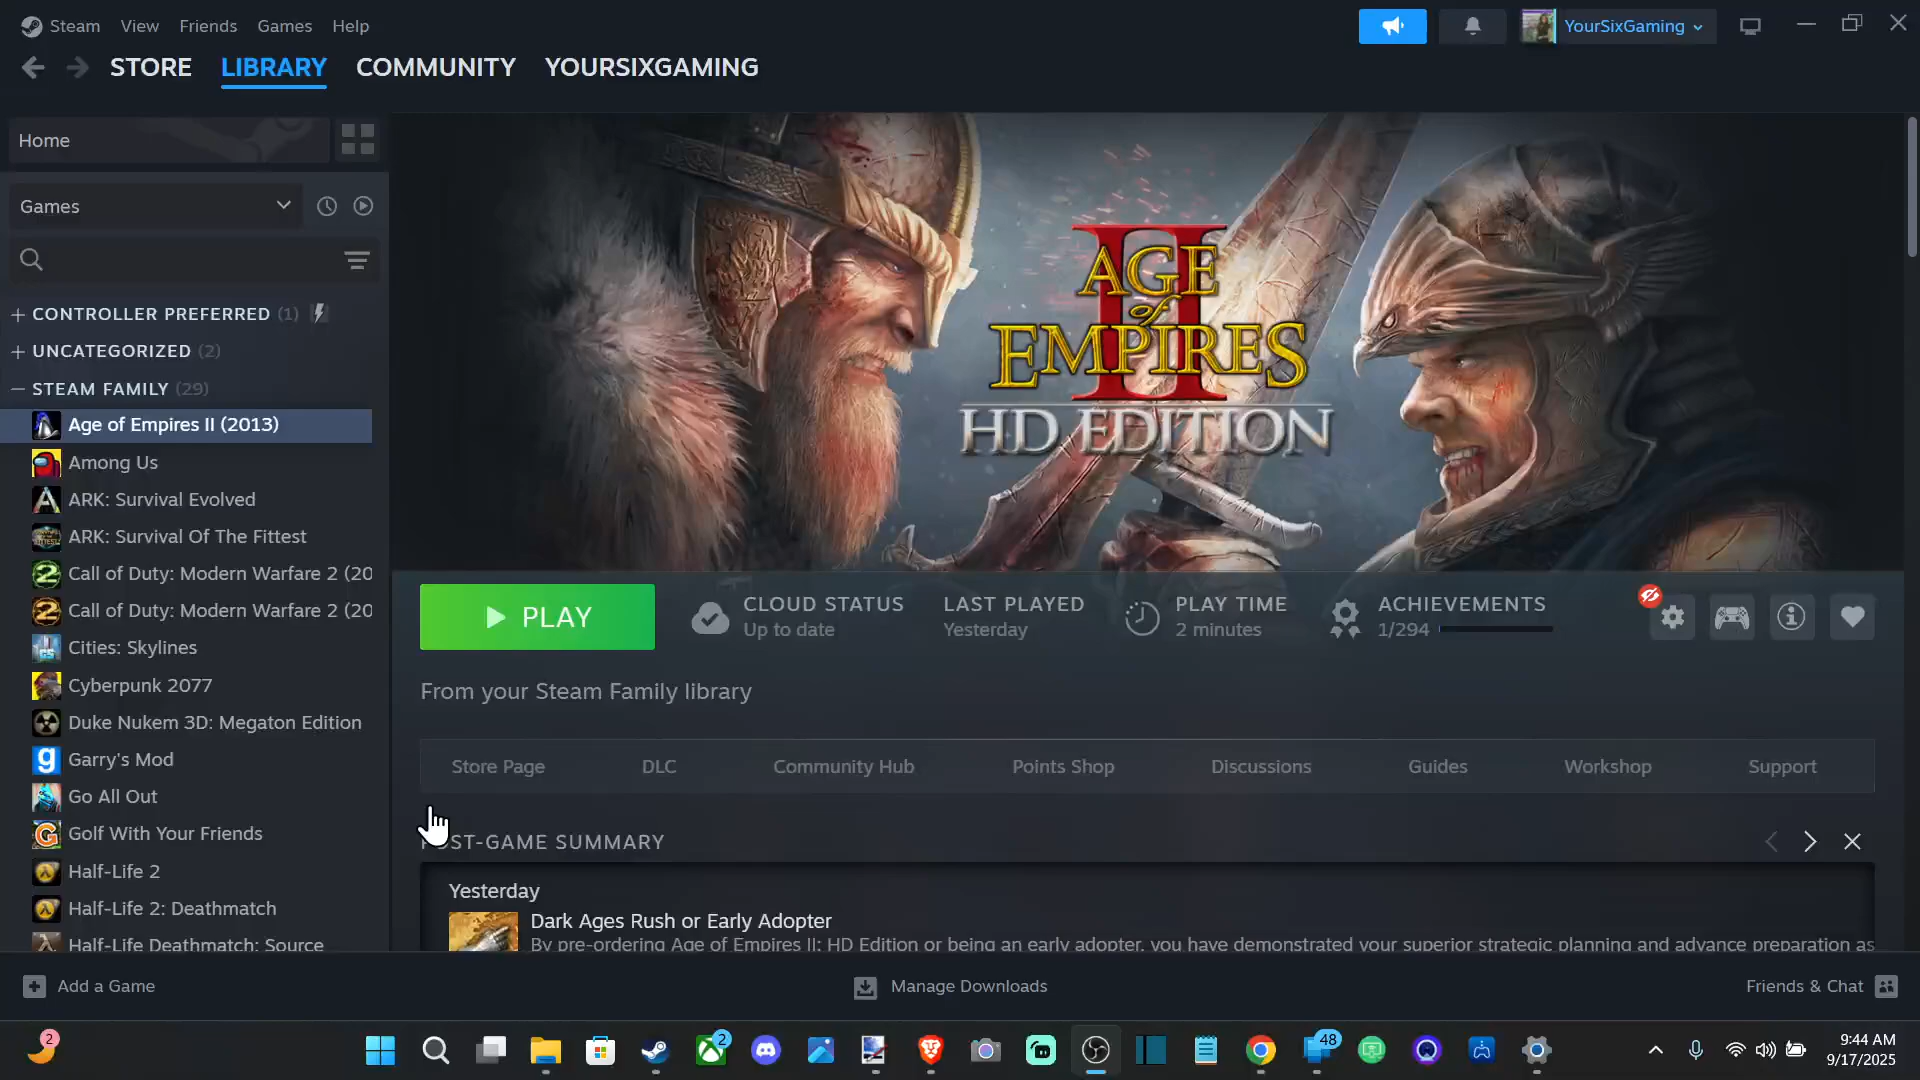 Steam View Friends Games Help
YourSixGaming
STORE LIBRARY COMMUNITY YOURSIXGAMING
Home
Games
CONTROLLER PREFERRED (1)
UNCATEGORIZED (2)
STEAM FAMILY (29)
Age of Empires II (2013)
Among Us
ARK: Survival Evolved
ARK: Survival Of The Fittest
Call of Duty: Modern Warfare 2 (20
Call of Duty: Modern Warfare 2 (20
Cities: Skylines
Cyberpunk 2077
Duke Nukem 3D: Megaton Edition
Garry's Mod
Go All Out
Golf With Your Friends
Half-Life 2
Half-Life 2: Deathmatch
Half-Life Deathmatch: Source
II
AGE
of
EMPIRES
HD EDITION
PLAY
CLOUD STATUS
Up to date
LAST PLAYED
Yesterday
PLAY TIME
2 minutes
ACHIEVEMENTS
1/294
From your Steam Family library
Store Page DLC Community Hub Points Shop Discussions Guides Workshop Support
OST-GAME SUMMARY
Yesterday
Dark Ages Rush or Early Adopter
By pre-ordering Age of Empires II: HD Edition or being an early adopter, you have demonstrated your superior strategic planning and advance preparation as
Add a Game
Manage Downloads
Friends & Chat
2
2
48
9:44 AM
9/17/2025